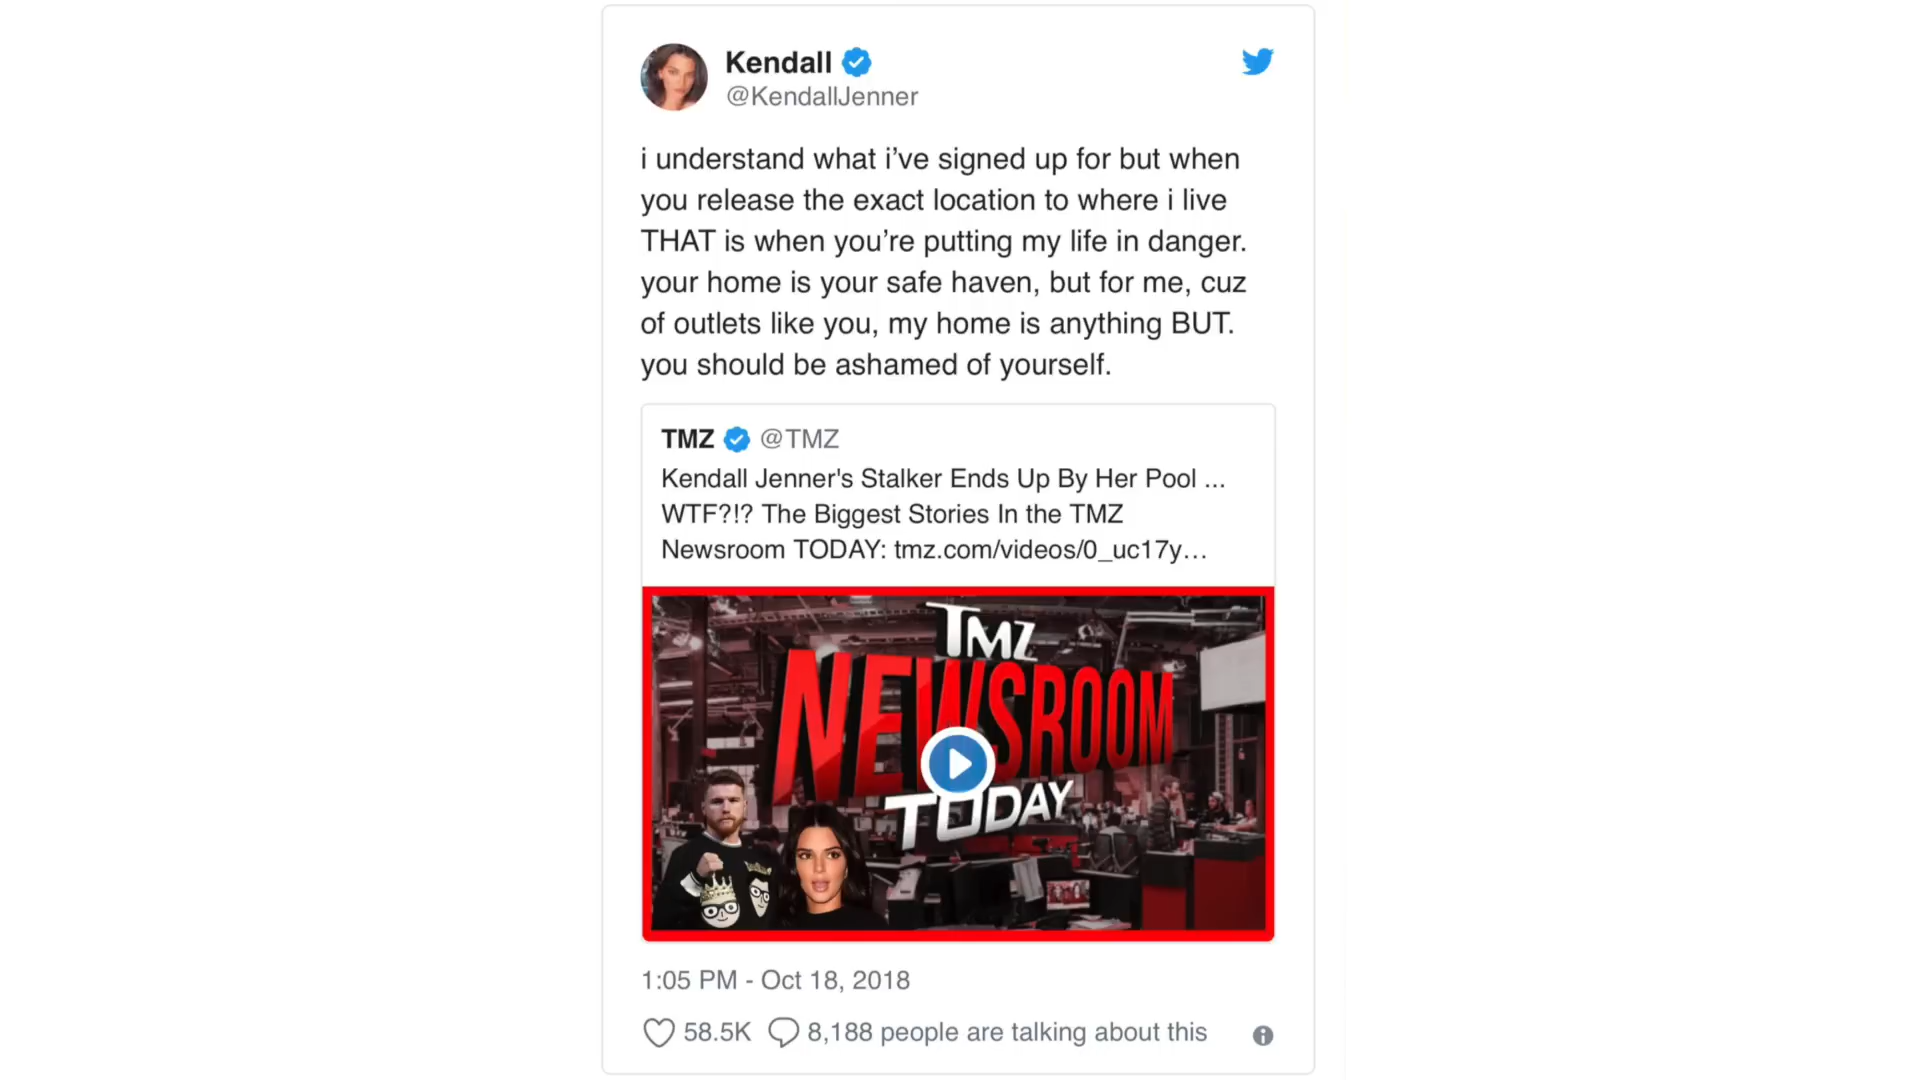 Kendall
@KendallJenner
i understand what i’ve signed up for but when
you release the exact location to where i live
THAT is when you’re putting my life in danger.
your home is your safe haven, but for me, cuz
of outlets like you, my home is anything BUT.
you should be ashamed of yourself.
TMZ @TMZ
Kendall Jenner's Stalker Ends Up By Her Pool ...
WTF?!? The Biggest Stories In the TMZ
Newsroom TODAY: tmz.com/videos/0_uc17y…
TMZ
NEWSROOM
TODAY
1:05 PM - Oct 18, 2018
58.5K 8,188 people are talking about this